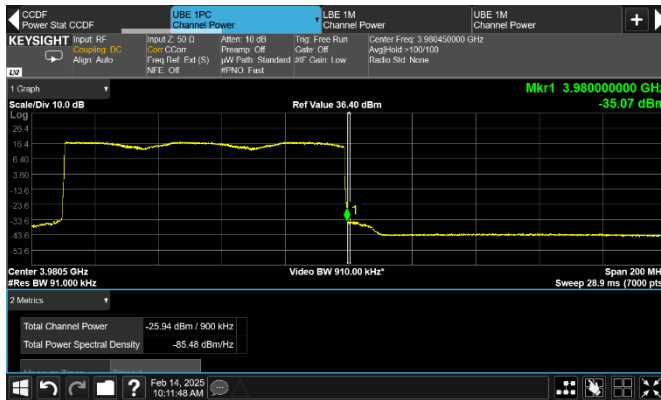 CCDF
Power Stat CCDF
UBE 1PC
Channel Power
LBE 1M
Channel Power
UBE 1M
Channel Power
KEYSIGHT
Input: RF
Coupling: DC
Align: Auto
Input Z: 50 Ω
Corr CCorr
Freq Ref: Ext (S)
NFE: Off
Atten: 10 dB
Preamp: Off
µW Path: Standard
#PNO: Fast
Trig: Free Run
Gate: Off
#IF Gain: Low
Center Freq: 3.980450000 GHz
Avg|Hold:>100/100
Radio Std: None
1 Graph
Mkr1 3.980000000 GHz
Scale/Div 10.0 dB
Ref Value 36.40 dBm
-35.07 dBm
Log
26.4
16.4
6.40
-3.60
-13.6
-23.6
-33.6
-43.6
-53.6
1
Center 3.9805 GHz
Video BW 910.00 kHz*
Span 200 MH
#Res BW 91.000 kHz
Sweep 28.9 ms (7000 pts
2 Metrics
Total Channel Power -25.94 dBm / 900 kHz
Total Power Spectral Density -85.48 dBm/Hz
?
Feb 14, 2025
10:11:48 AM